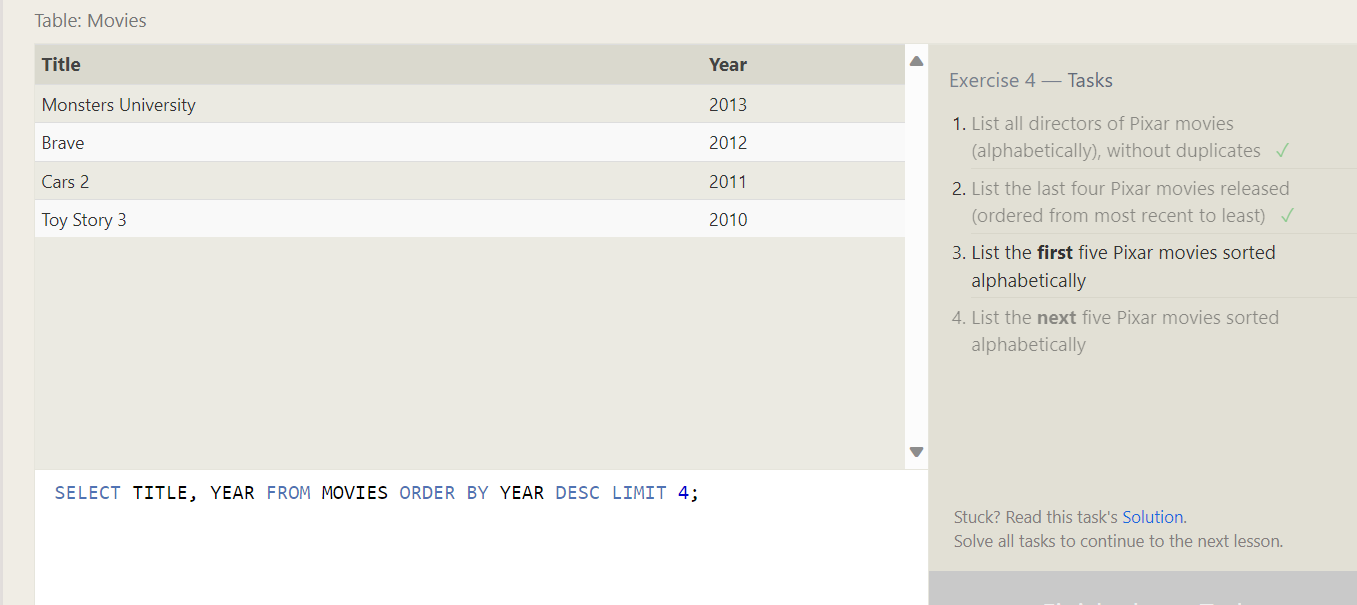 Table: Movies
Title Year
Monsters University 2013
Brave 2012
Cars 2 2011
Toy Story 3 2010
SELECT TITLE, YEAR FROM MOVIES ORDER BY YEAR DESC LIMIT 4;
Exercise 4 — Tasks
1. List all directors of Pixar movies
(alphabetically), without duplicates ✓
2. List the last four Pixar movies released
(ordered from most recent to least) ✓
3. List the first five Pixar movies sorted
alphabetically
4. List the next five Pixar movies sorted
alphabetically
Stuck? Read this task's Solution.
Solve all tasks to continue to the next lesson.